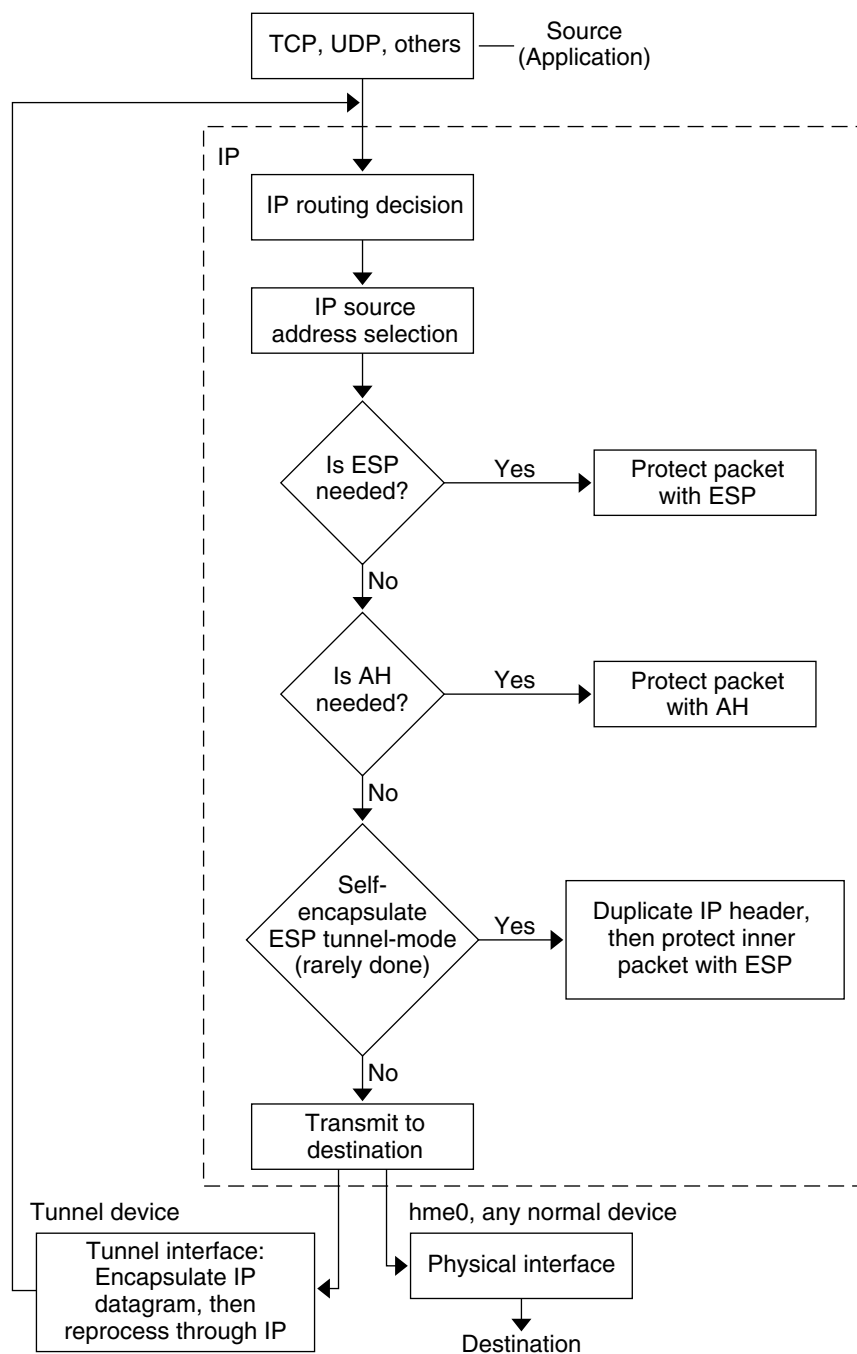 TCP, UDP, others
Source
(Application)
IP
IP routing decision
IP source
address selection
Is ESP
needed?
Yes
Protect packet
with ESP
No
Is AH
needed?
Yes
Protect packet
with AH
No
Self-
encapsulate
ESP tunnel-mode
(rarely done)
Yes
Duplicate IP header,
then protect inner
packet with ESP
No
Transmit to
destination
Tunnel device
Tunnel interface:
Encapsulate IP
datagram, then
reprocess through IP
hme0, any normal device
Physical interface
Destination